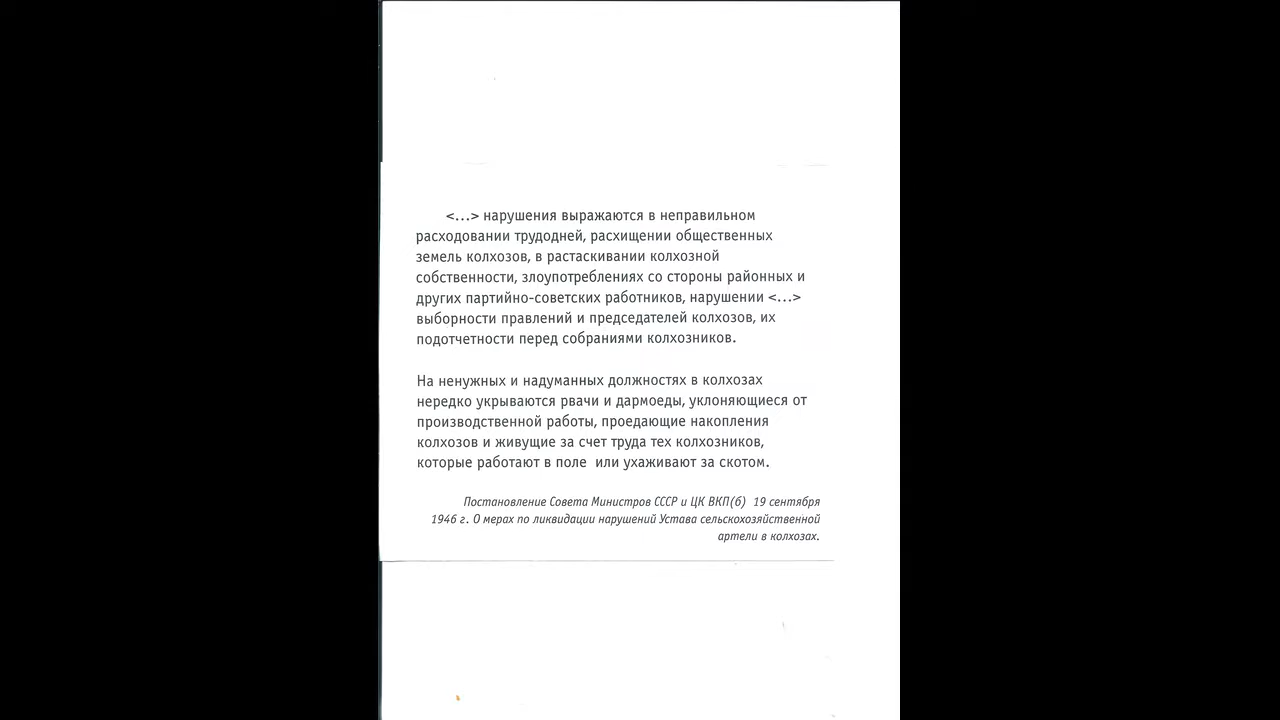 <...> нарушения выражаются в неправильном
расходовании трудодней, расхищении общественных
земель колхозов, в растаскивании колхозной
собственности, злоупотреблениях со стороны районных и
других партийно-советских работников, нарушении <...>
выборности правлений и председателей колхозов, их
подотчетности перед собраниями колхозников.
На ненужных и надуманных должностях в колхозах
нередко укрываются рвачи и дармоеды, уклоняющиеся от
производственной работы, проедающие накопления
колхозов и живущие за счет труда тех колхозников,
которые работают в поле или ухаживают за скотом.
Постановление Совета Министров СССР и ЦК ВКП(б) 19 сентября
1946 г. О мерах по ликвидации нарушений Устава сельскохозяйственной
артели в колхозах.